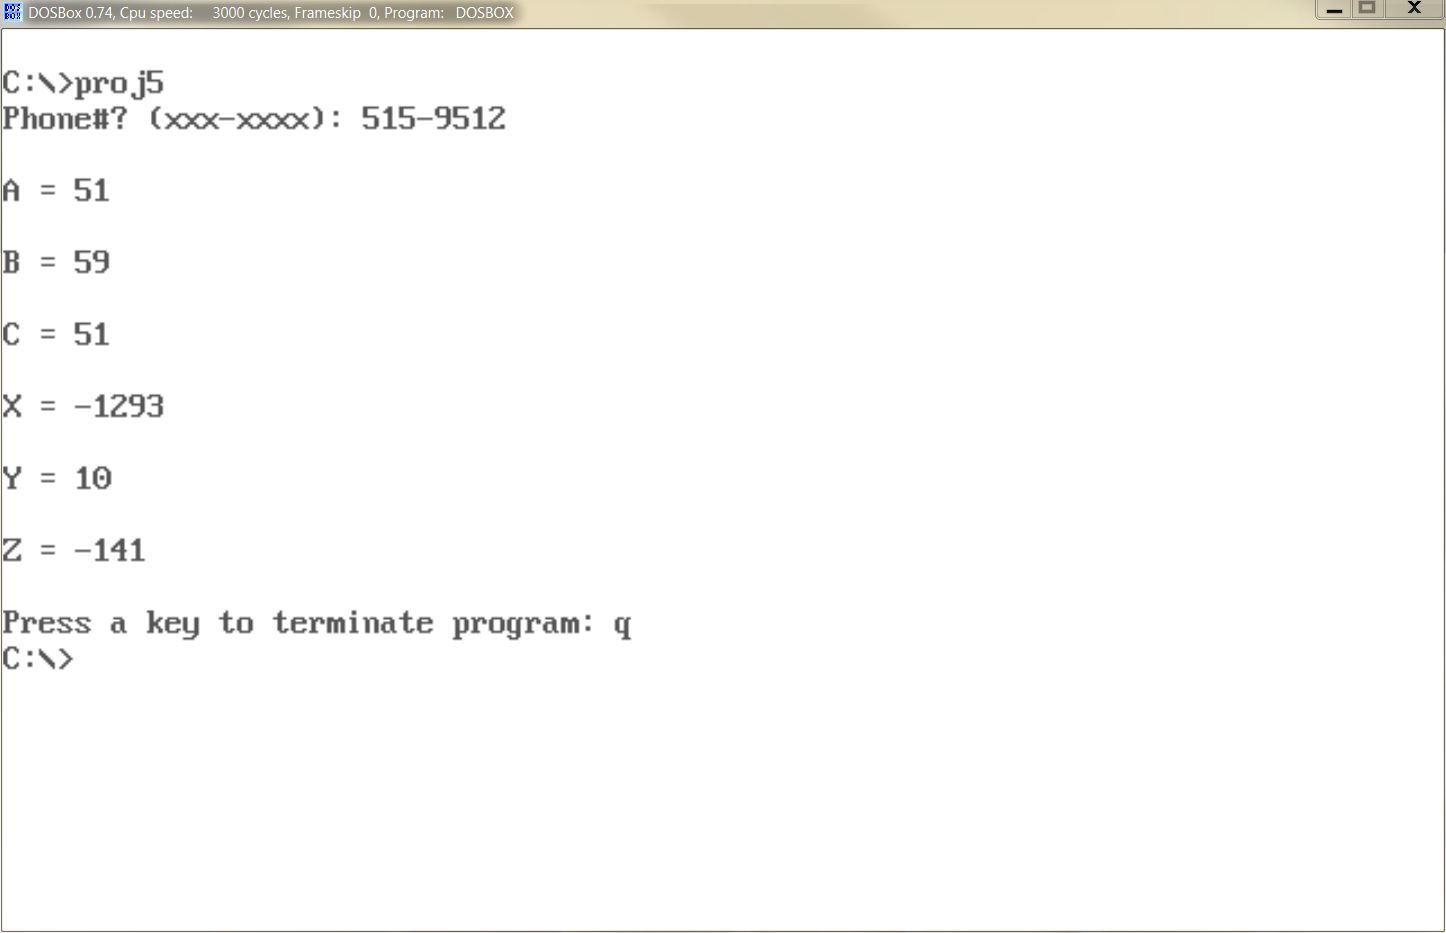 DOSBox 0.74, Cpu speed: 3000 cycles, Frameskip 0, Program: DOSBOX
C:\>proj5
Phone#? (xxx-xxxx): 515-9512
A = 51
B = 59
C = 51
X = -1293
Y = 10
Z = -141
Press a key to terminate program: q
C:\>